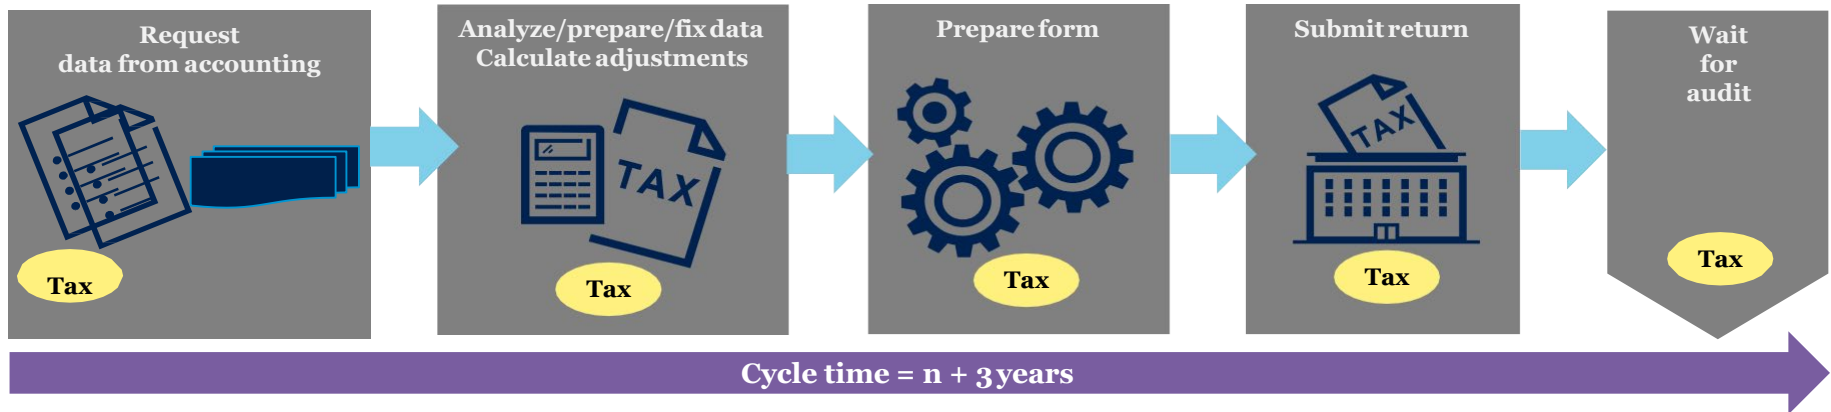 Request
data from accounting
Tax
Analyze/prepare/fix data
Calculate adjustments
TAX
Tax
Prepare form
Tax
Submit return
TAX
Tax
Wait
for
audit
Tax
Cycle time = n + 3 years